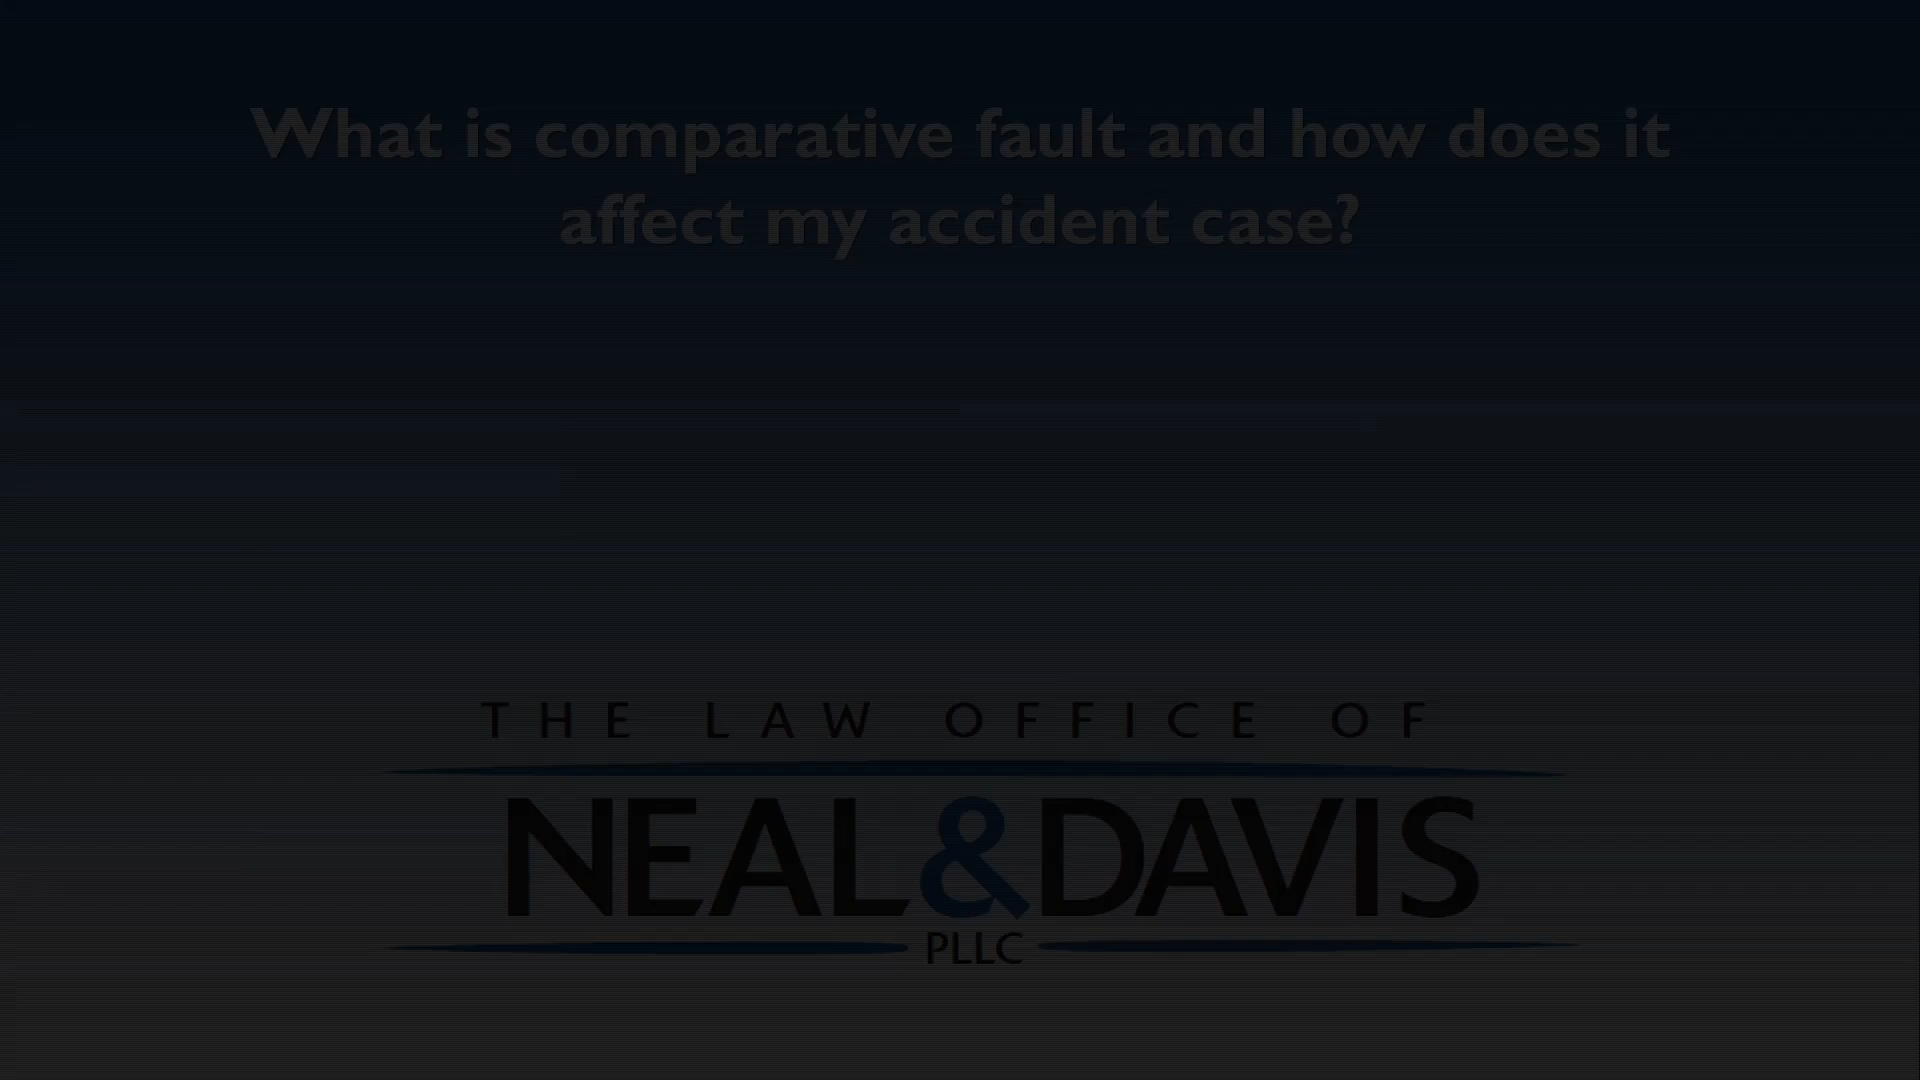 What is comparative fault and how does it
affect my accident case?
THE LAW OFFICE OF
NEAL&DAVIS
PLLC